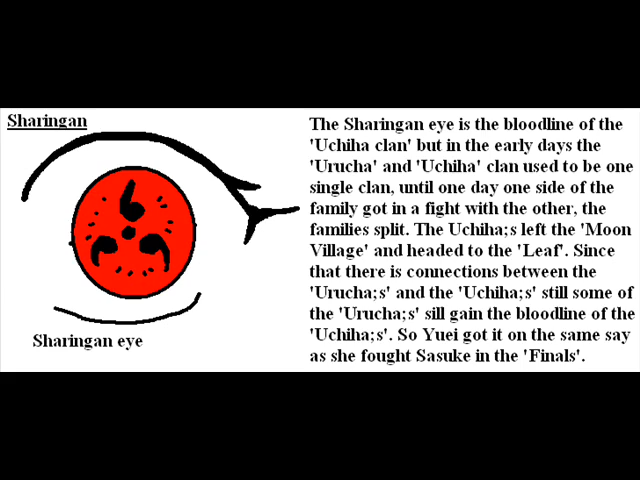 Sharingan
The Sharingan eye is the bloodline of the
'Uchiha clan' but in the early days the
'Urucha' and 'Uchiha' clan used to be one
single clan, until one day one side of the
family got in a fight with the other, the
families split. The Uchiha;s left the 'Moon
Village' and headed to the 'Leaf'. Since
that there is connections between the
'Urucha;s' and the 'Uchiha;s' still some of
the 'Urucha;s' sill gain the bloodline of the
'Uchiha;s'. So Yuei got it on the same say
as she fought Sasuke in the 'Finals'.
Sharingan eye